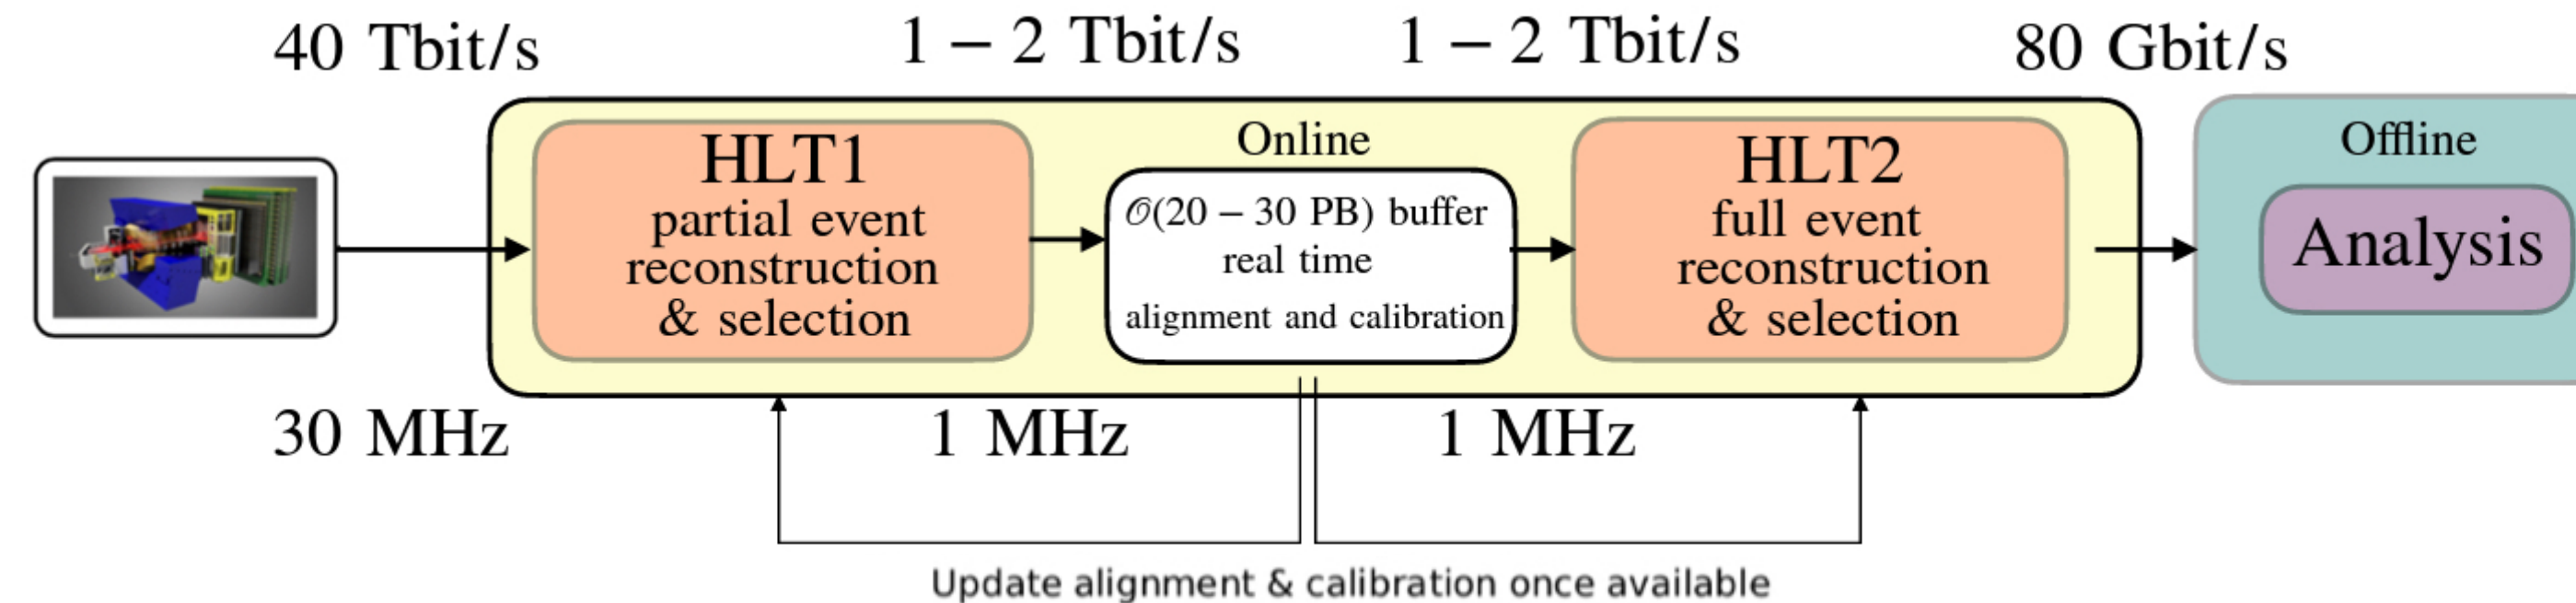 40 Tbit/s
1 – 2 Tbit/s
1 – 2 Tbit/s
80 Gbit/s
HLT1
partial event
reconstruction
& selection
Online
𝒪(20 – 30 PB) buffer
real time
alignment and calibration
HLT2
full event
reconstruction
& selection
Offline
Analysis
30 MHz
1 MHz
1 MHz
Update alignment & calibration once available